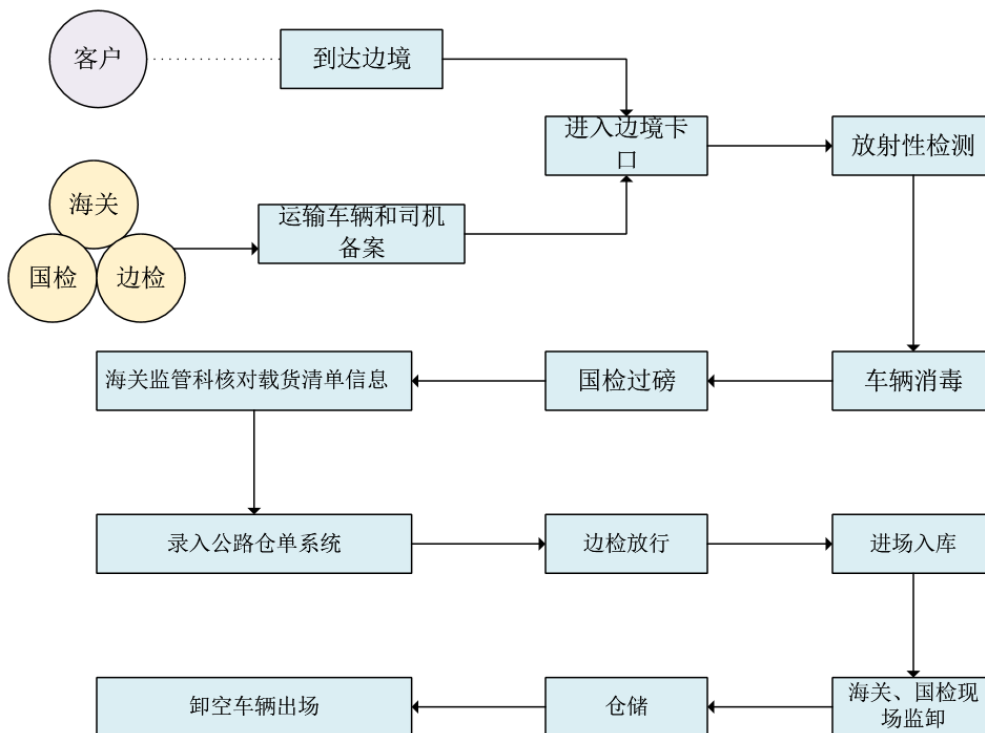 客户
到达边境
进入边境卡
口
放射性检测
海关
国检
边检
运输车辆和司机
备案
海关监管科核对载货清单信息
国检过磅
车辆消毒
录入公路仓单系统
边检放行
进场入库
卸空车辆出场
仓储
海关、国检现
场监卸